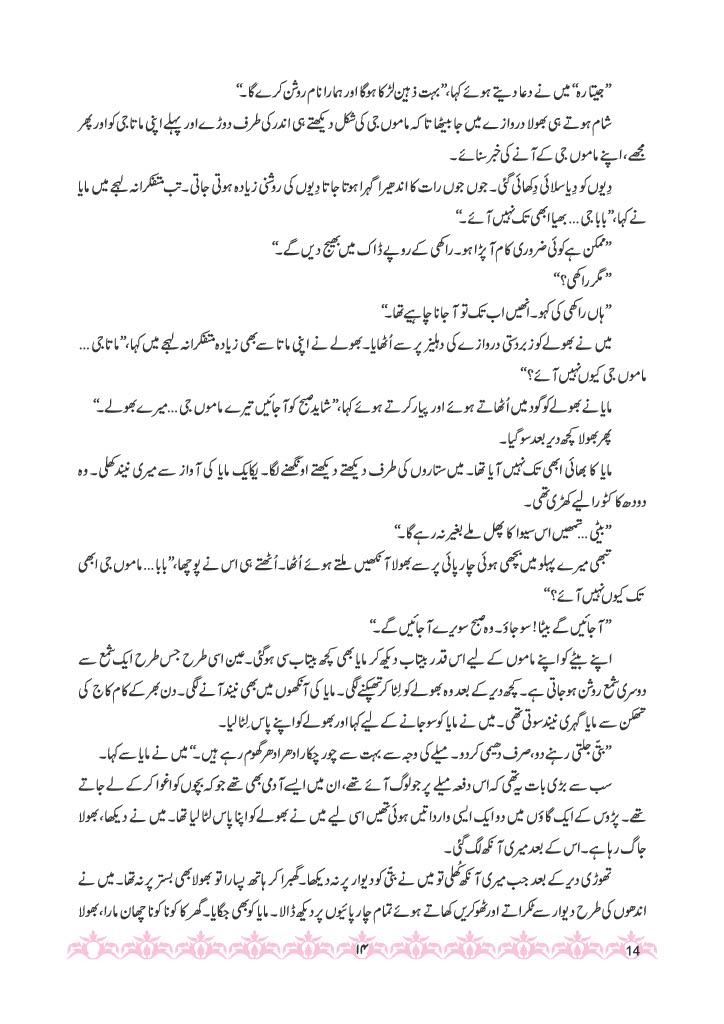 ”جیتا رہ“ میں نے دعا دیتے ہوئے کہا، ”بہت ذہین لڑکا ہوگا اور ہمارا نام روشن کرے گا۔“
شام ہوتے ہی بھولا دروازے میں جا بیٹھا تا کہ ماموں جی کی شکل دیکھتے ہی اندر کی طرف دوڑے اور پہلے اپنی ماتا جی کو اور پھر
مجھے، اپنے ماموں جی کے آنے کی خبر سنائے۔
دِیوں کو دِیا سلائی دِکھائی گئی۔ جوں جوں رات کا اندھیرا گہرا ہوتا جاتا دِیوں کی روشنی زیادہ ہوتی جاتی۔ تب متفکرانہ لہجے میں مایا
نے کہا، ”بابا جی ... بھیا ابھی تک نہیں آئے۔“
”ممکن ہے کوئی ضروری کام آ پڑا ہو۔ راکھی کے روپے ڈاک میں بھیج دیں گے۔“
”مگر راکھی؟“
”ہاں راکھی کی کہو۔ انھیں اب تک تو آ جانا چاہیے تھا۔“
میں نے بھولے کو زبردستی دروازے کی دہلیز پر سے اُٹھایا۔ بھولے نے اپنی ماتا سے بھی زیادہ متفکرانہ لہجے میں کہا، ”ماتا جی ...
ماموں جی کیوں نہیں آئے؟“
مایا نے بھولے کو گود میں اُٹھاتے ہوئے اور پیار کرتے ہوئے کہا، ”شاید صبح کو آ جائیں تیرے ماموں جی ... میرے بھولے۔“
پھر بھولا کچھ دیر بعد سو گیا۔
مایا کا بھائی ابھی تک نہیں آیا تھا۔ میں ستاروں کی طرف دیکھتے دیکھتے اونگھنے لگا۔ یکایک مایا کی آواز سے میری نیند کھلی۔ وہ
دودھ کا کٹورا لیے کھڑی تھی۔
”بیٹی ... تمھیں اس سیوا کا پھل ملے بغیر نہ رہے گا۔“
تبھی میرے پہلو میں بچھی ہوئی چارپائی پر سے بھولا آنکھیں ملتے ہوئے اُٹھا۔ اُٹھتے ہی اس نے پوچھا، ”بابا ... ماموں جی ابھی
تک کیوں نہیں آئے؟“
”آ جائیں گے بیٹا! سو جاؤ۔ وہ صبح سویرے آ جائیں گے۔“
اپنے بیٹے کو اپنے ماموں کے لیے اس قدر بیتاب دیکھ کر مایا بھی کچھ بیتاب سی ہو گئی۔ عین اسی طرح جس طرح ایک شمع سے
دوسری شمع روشن ہو جاتی ہے۔ کچھ دیر کے بعد وہ بھولے کو لِٹا کر تھپکنے لگی۔ مایا کی آنکھوں میں بھی نیند آنے لگی۔ دن بھر کے کام کاج کی
تھکن سے مایا گہری نیند سوتی تھی۔ میں نے مایا کو سو جانے کے لیے کہا اور بھولے کو اپنے پاس لِٹا لیا۔
”بتّی جلتی رہنے دو، صرف دھیمی کر دو۔ میلے کی وجہ سے بہت سے چور چکار ادھر ادھر گھوم رہے ہیں۔“ میں نے مایا سے کہا۔
سب سے بڑی بات یہ تھی کہ اس دفعہ میلے پر جو لوگ آئے تھے، ان میں ایسے آدمی بھی تھے جو کہ بچوں کو اغوا کر کے لے جاتے
تھے۔ پڑوس کے ایک گاؤں میں دو ایک ایسی وارداتیں ہوئی تھیں اسی لیے میں نے بھولے کو اپنا پاس لٹا لیا تھا۔ میں نے دیکھا، بھولا
جاگ رہا ہے۔ اس کے بعد میری آنکھ لگ گئی۔
تھوڑی دیر کے بعد جب میری آنکھ کُھلی تو میں نے بتی کو دیوار پر نہ دیکھا۔ گھبرا کر ہاتھ پسارا تو بھولا بھی بستر پر نہ تھا۔ میں نے
اندھوں کی طرح دیوار سے ٹکراتے اور ٹھوکریں کھاتے ہوئے تمام چارپائیوں پر دیکھ ڈالا۔ مایا کو بھی جگایا۔ گھر کا کونا کونا چھان مارا، بھولا
۱۴
14